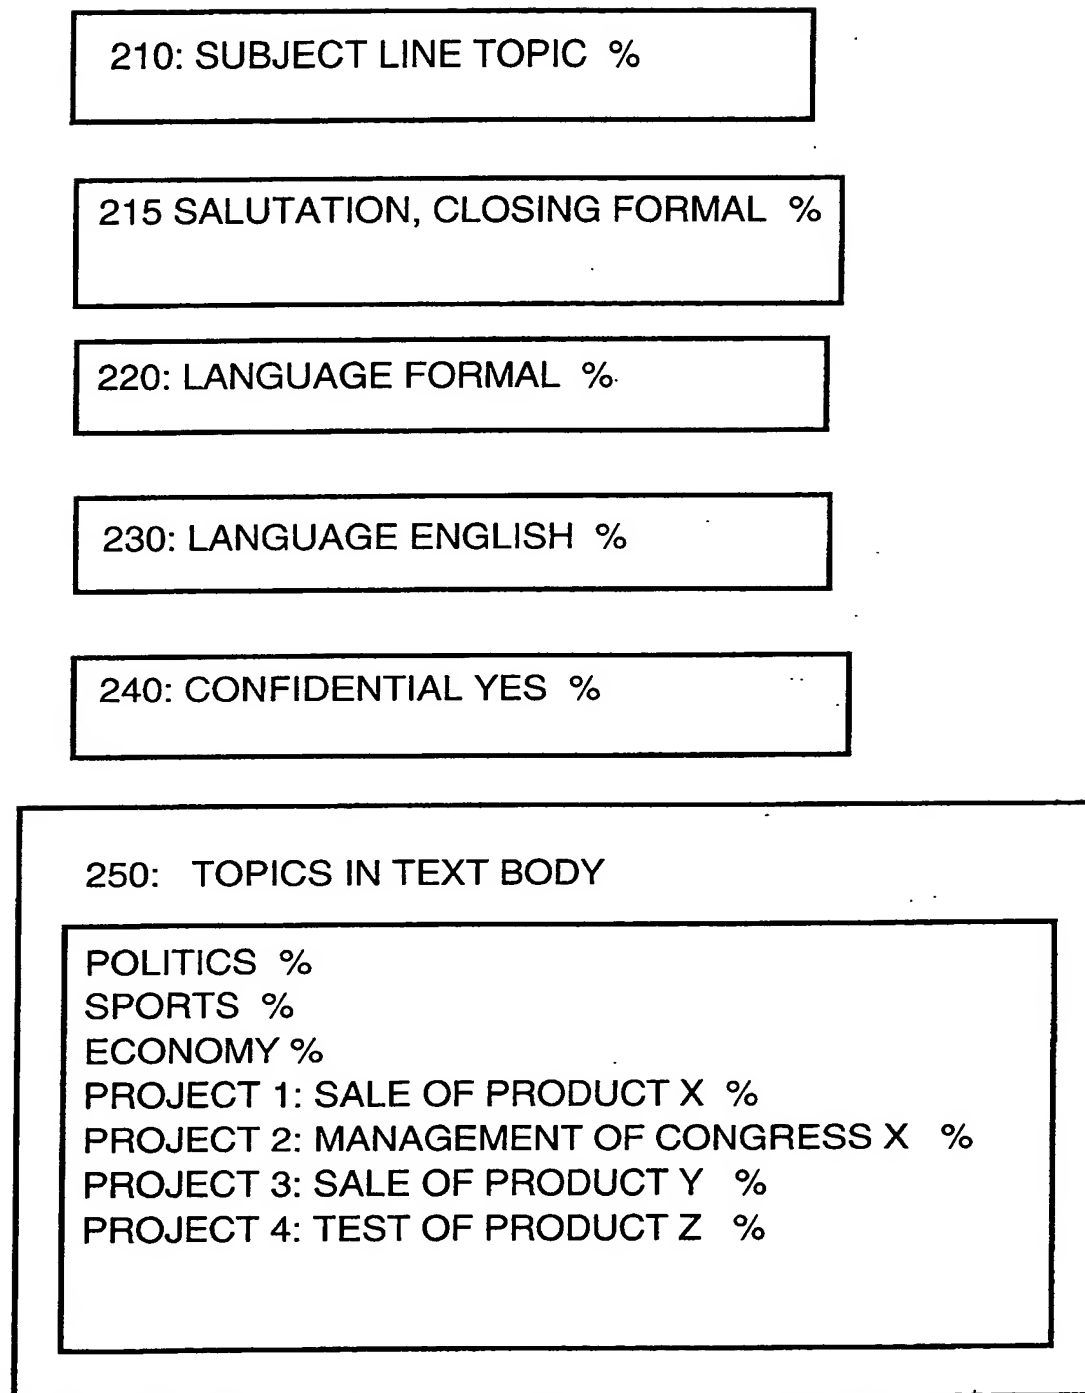 210: SUBJECT LINE TOPIC %
215 SALUTATION, CLOSING FORMAL %
220: LANGUAGE FORMAL %
230: LANGUAGE ENGLISH %
240: CONFIDENTIAL YES %
250: TOPICS IN TEXT BODY
POLITICS %
SPORTS %
ECONOMY %
PROJECT 1: SALE OF PRODUCT X %
PROJECT 2: MANAGEMENT OF CONGRESS X %
PROJECT 3: SALE OF PRODUCT Y %
PROJECT 4: TEST OF PRODUCT Z %